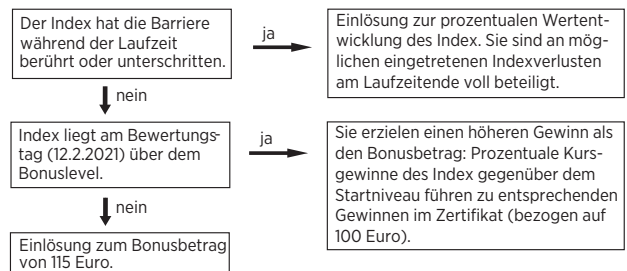 Der Index hat die Barriere
während der Laufzeit
berührt oder unterschritten.
ja
Einlösung zur prozentualen Wertent-
wicklung des Index. Sie sind an mög-
lichen eingetretenen Indexverlusten
am Laufzeitende voll beteiligt.
nein
Index liegt am Bewertungs-
tag (12.2.2021) über dem
Bonuslevel.
ja
Sie erzielen einen höheren Gewinn als
den Bonusbetrag: Prozentuale Kurs-
gewinne des Index gegenüber dem
Startniveau führen zu entsprechenden
Gewinnen im Zertifikat (bezogen auf
100 Euro).
nein
Einlösung zum Bonusbetrag
von 115 Euro.